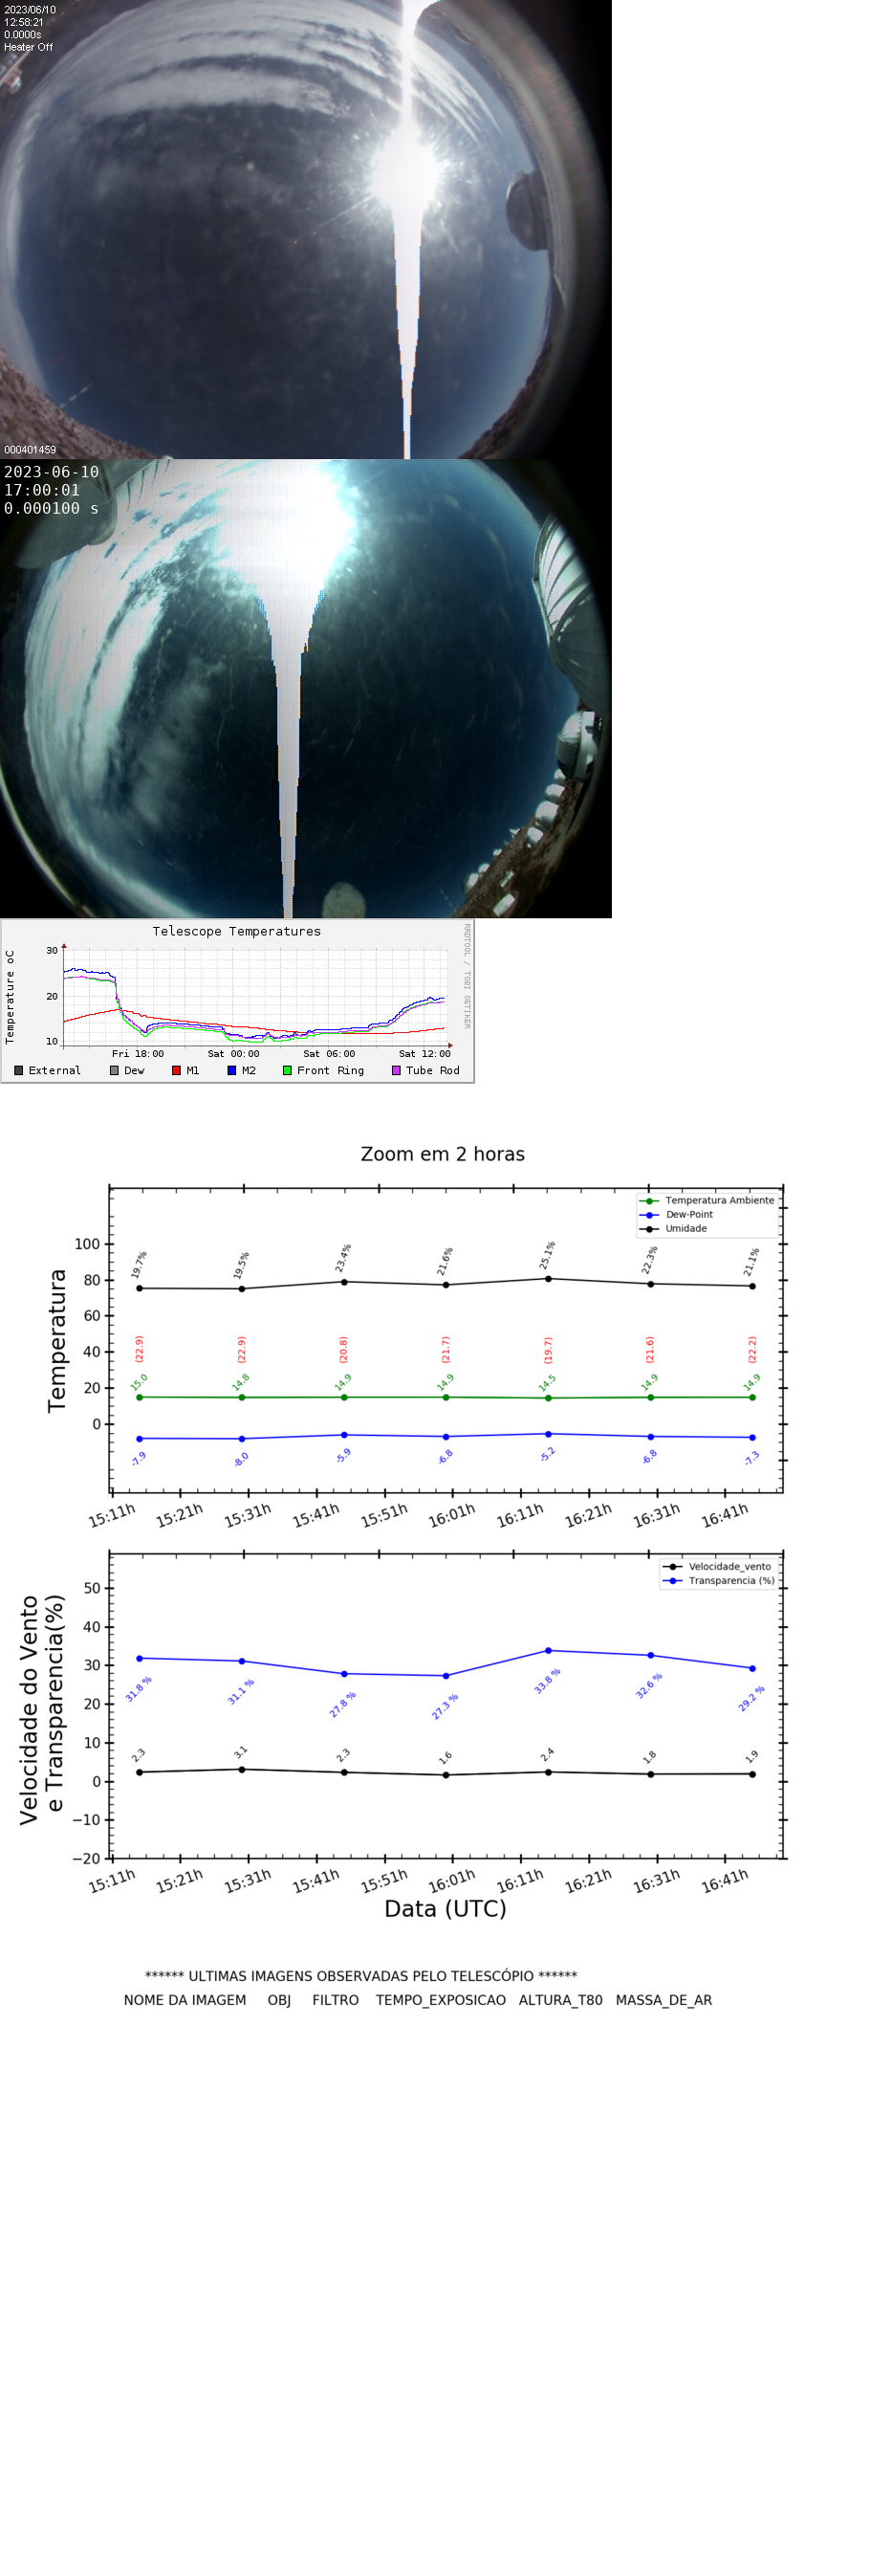 2023/06/10
12:58:21
0.0000s
Heater Off
000401459
2023-06-10
17:00:01
0.000100 s
Telescope Temperatures
RRDTOOL / TOBI OETIKER
Temperature oC
30
20
10
Fri 18:00 Sat 00:00 Sat 06:00 Sat 12:00
External Dew M1 M2 Front Ring Tube Rod
Zoom em 2 horas
Temperatura Ambiente
Dew-Point
Umidade
Temperatura
100
80
60
40
20
0
19.7% 19.5% 23.4% 21.6% 25.1% 22.3% 21.1%
(22.9) (22.9) (20.8) (21.7) (19.7) (21.6) (22.2)
15.0 14.8 14.9 14.9 14.5 14.9 14.9
-7.9 -8.0 -5.9 -6.8 -5.2 -6.8 -7.3
15:11h 15:21h 15:31h 15:41h 15:51h 16:01h 16:11h 16:21h 16:31h 16:41h
Velocidade_vento
Transparencia (%)
Velocidade do Vento
e Transparencia(%)
50
40
30
20
10
0
−10
−20
31.8 % 31.1 % 27.8 % 27.3 % 33.8 % 32.6 % 29.2 %
2.3 3.1 2.3 1.6 2.4 1.8 1.9
15:11h 15:21h 15:31h 15:41h 15:51h 16:01h 16:11h 16:21h 16:31h 16:41h
Data (UTC)
****** ULTIMAS IMAGENS OBSERVADAS PELO TELESCÓPIO ******
NOME DA IMAGEM OBJ FILTRO TEMPO_EXPOSICAO ALTURA_T80 MASSA_DE_AR